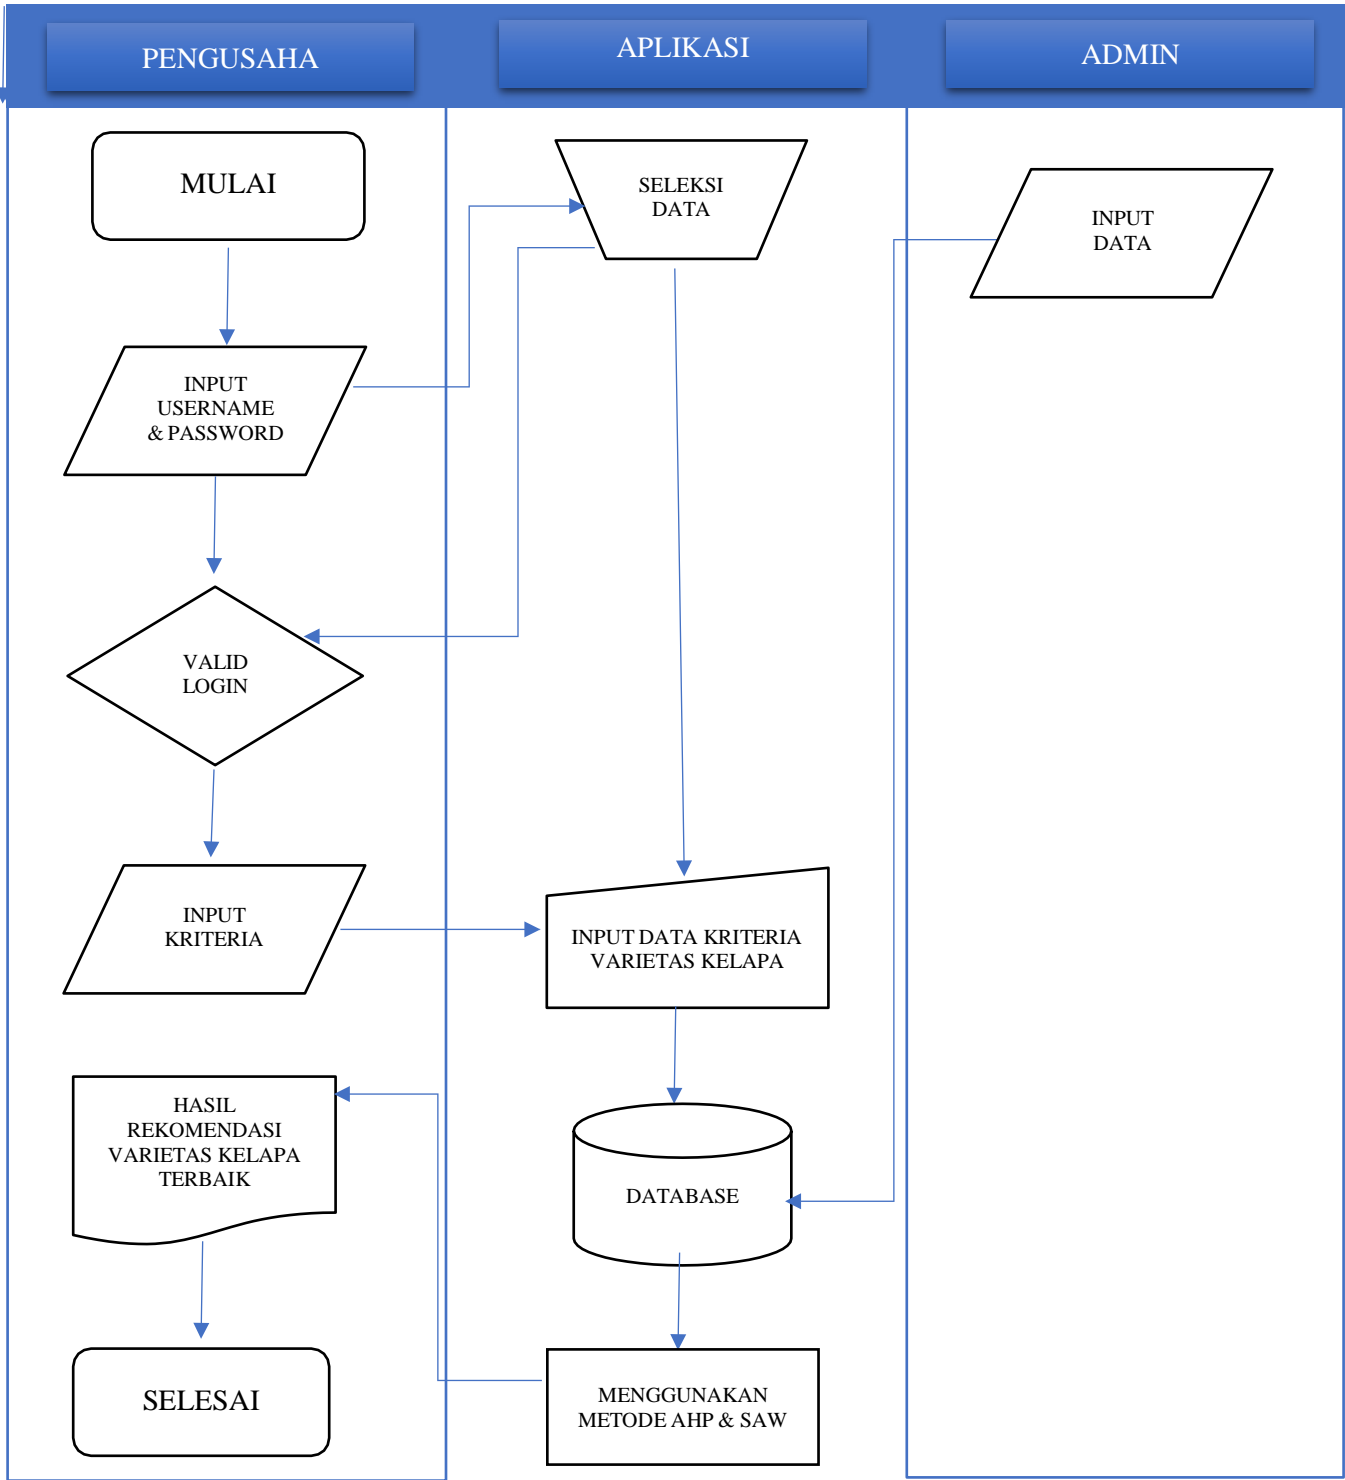 PENGUSAHA
APLIKASI
ADMIN
MULAI
SELEKSI
DATA
INPUT
DATA
INPUT
USERNAME
& PASSWORD
VALID
LOGIN
INPUT
KRITERIA
INPUT DATA KRITERIA
VARIETAS KELAPA
HASIL
REKOMENDASI
VARIETAS KELAPA
TERBAIK
DATABASE
SELESAI
MENGGUNAKAN
METODE AHP & SAW